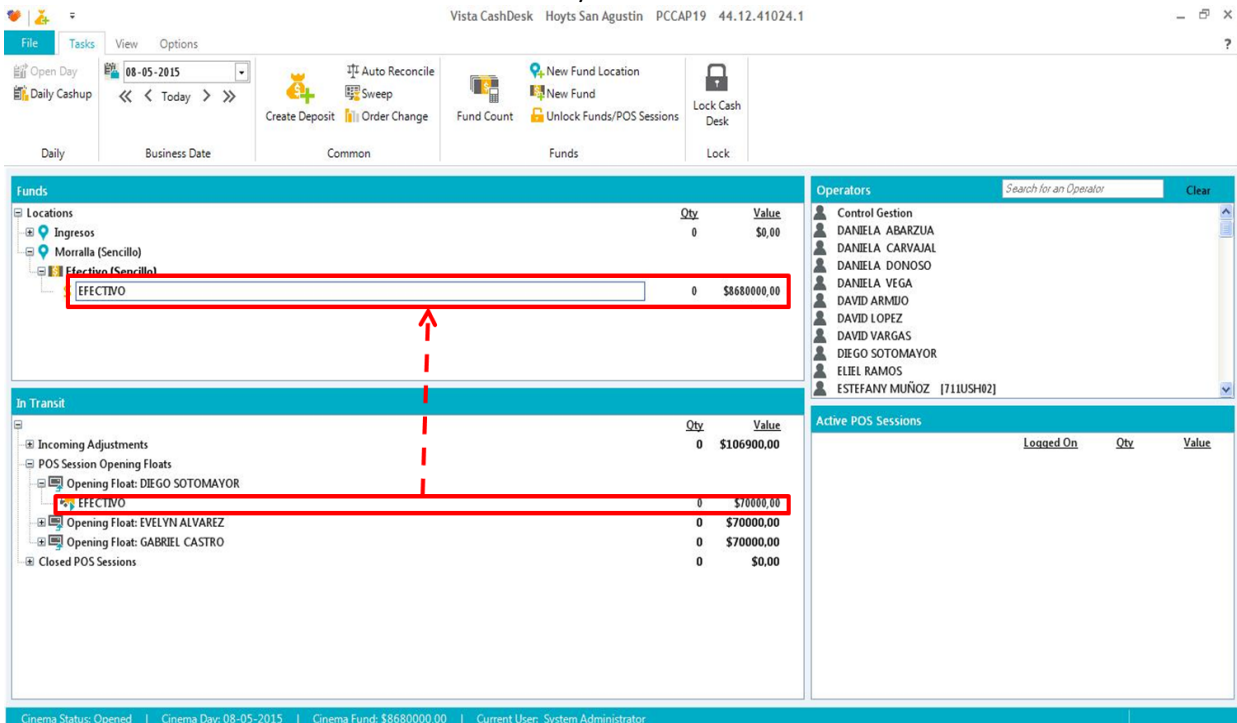 Vista CashDesk Hoyts San Agustin PCCAP19 44.12.41024.1
File Tasks View Options ?
Open Day
Daily Cashup
Daily
08-05-2015
Today
Business Date
Create Deposit
Auto Reconcile
Sweep
Order Change
Common
Fund Count
New Fund Location
New Fund
Unlock Funds/POS Sessions
Funds
Lock Cash
Desk
Lock
Funds
Locations Qty Value
Ingresos 0 $0,00
Morralla (Sencillo)
Efectivo (Sencillo)
EFECTIVO 0 $8680000,00
In Transit
Qty Value
Incoming Adjustments 0 $106900,00
POS Session Opening Floats
Opening Float: DIEGO SOTOMAYOR
EFECTIVO 0 $70000,00
Opening Float: EVELYN ALVAREZ 0 $70000,00
Opening Float: GABRIEL CASTRO 0 $70000,00
Closed POS Sessions 0 $0,00
Operators Search for an Operator Clear
Control Gestion
DANIELA ABARZUA
DANIELA CARVAJAL
DANIELA DONOSO
DANIELA VEGA
DAVID ARMIJO
DAVID LOPEZ
DAVID VARGAS
DIEGO SOTOMAYOR
ELIEL RAMOS
ESTEFANY MUÑOZ [711USH02]
Active POS Sessions
Logged On Qty Value
Cinema Status: Opened | Cinema Day: 08-05-2015 | Cinema Fund: $8680000,00 | Current User: System Administrator